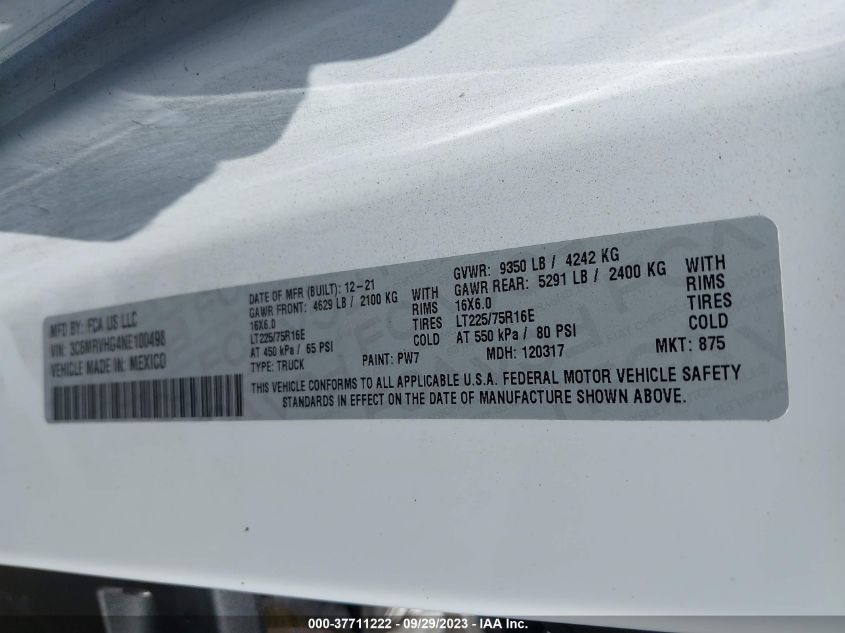 MFD BY: FCA US LLC
VIN: 3C6MRVHG4NE100498
VEHICLE MADE IN: MEXICO
DATE OF MFR (BUILT): 12-21
GAWR FRONT: 4629 LB / 2100 KG WITH
16X6.0 RIMS
LT225/75R16E TIRES
AT 450 kPa / 65 PSI COLD
TYPE: TRUCK PAINT: PW7
GVWR: 9350 LB / 4242 KG
GAWR REAR: 5291 LB / 2400 KG WITH
16X6.0 RIMS
LT225/75R16E TIRES
AT 550 kPa / 80 PSI COLD
MDH: 120317 MKT: 875
THIS VEHICLE CONFORMS TO ALL APPLICABLE U.S.A. FEDERAL MOTOR VEHICLE SAFETY
STANDARDS IN EFFECT ON THE DATE OF MANUFACTURE SHOWN ABOVE.
000-37711222 - 09/29/2023 - IAA Inc.